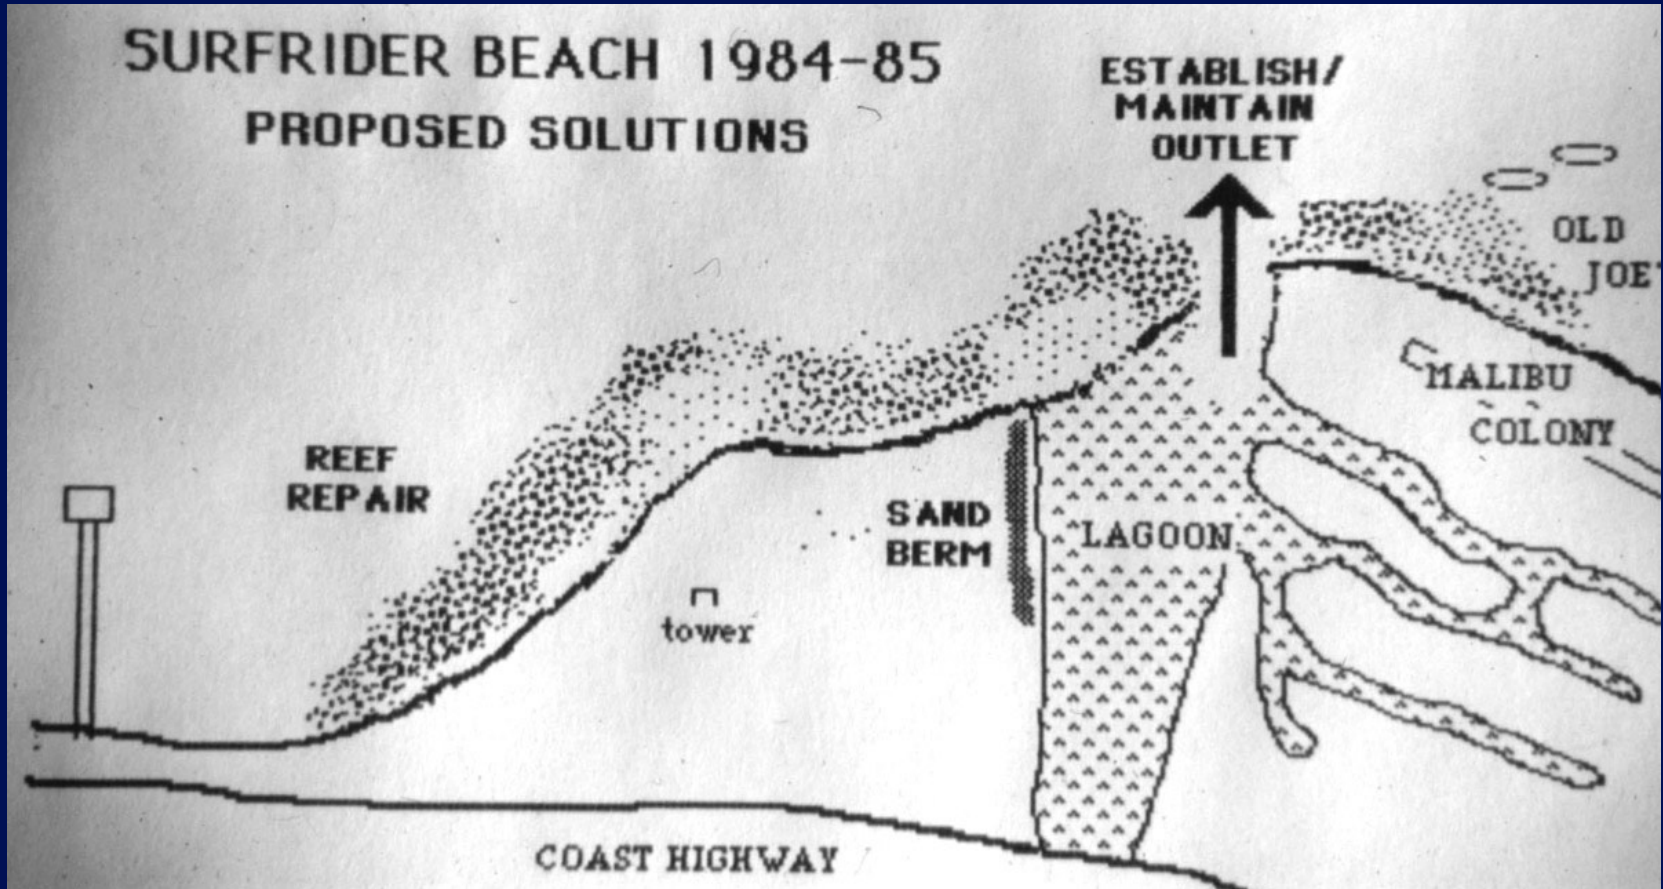 SURFRIDER BEACH 1984-85
PROPOSED SOLUTIONS
ESTABLISH/
MAINTAIN
OUTLET
OLD
JOE'
MALIBU
COLONY
REEF
REPAIR
SAND
BERM
LAGOON
tower
COAST HIGHWAY